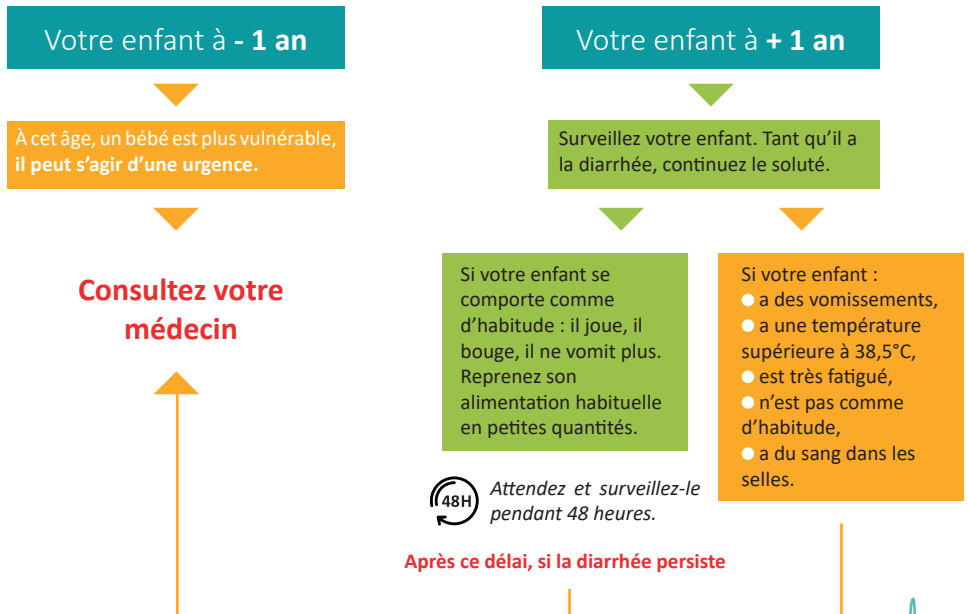 Votre enfant à - 1 an
À cet âge, un bébé est plus vulnérable,
il peut s'agir d'une urgence.
Consultez votre
médecin
Votre enfant à + 1 an
Surveillez votre enfant. Tant qu'il a
la diarrhée, continuez le soluté.
Si votre enfant se
comporte comme
d'habitude : il joue, il
bouge, il ne vomit plus.
Reprenez son
alimentation habituelle
en petites quantités.
48H
Attendez et surveillez-le
pendant 48 heures.
Après ce délai, si la diarrhée persiste
Si votre enfant :
● a des vomissements,
● a une température
supérieure à 38,5°C,
● est très fatigué,
● n'est pas comme
d'habitude,
● a du sang dans les
selles.